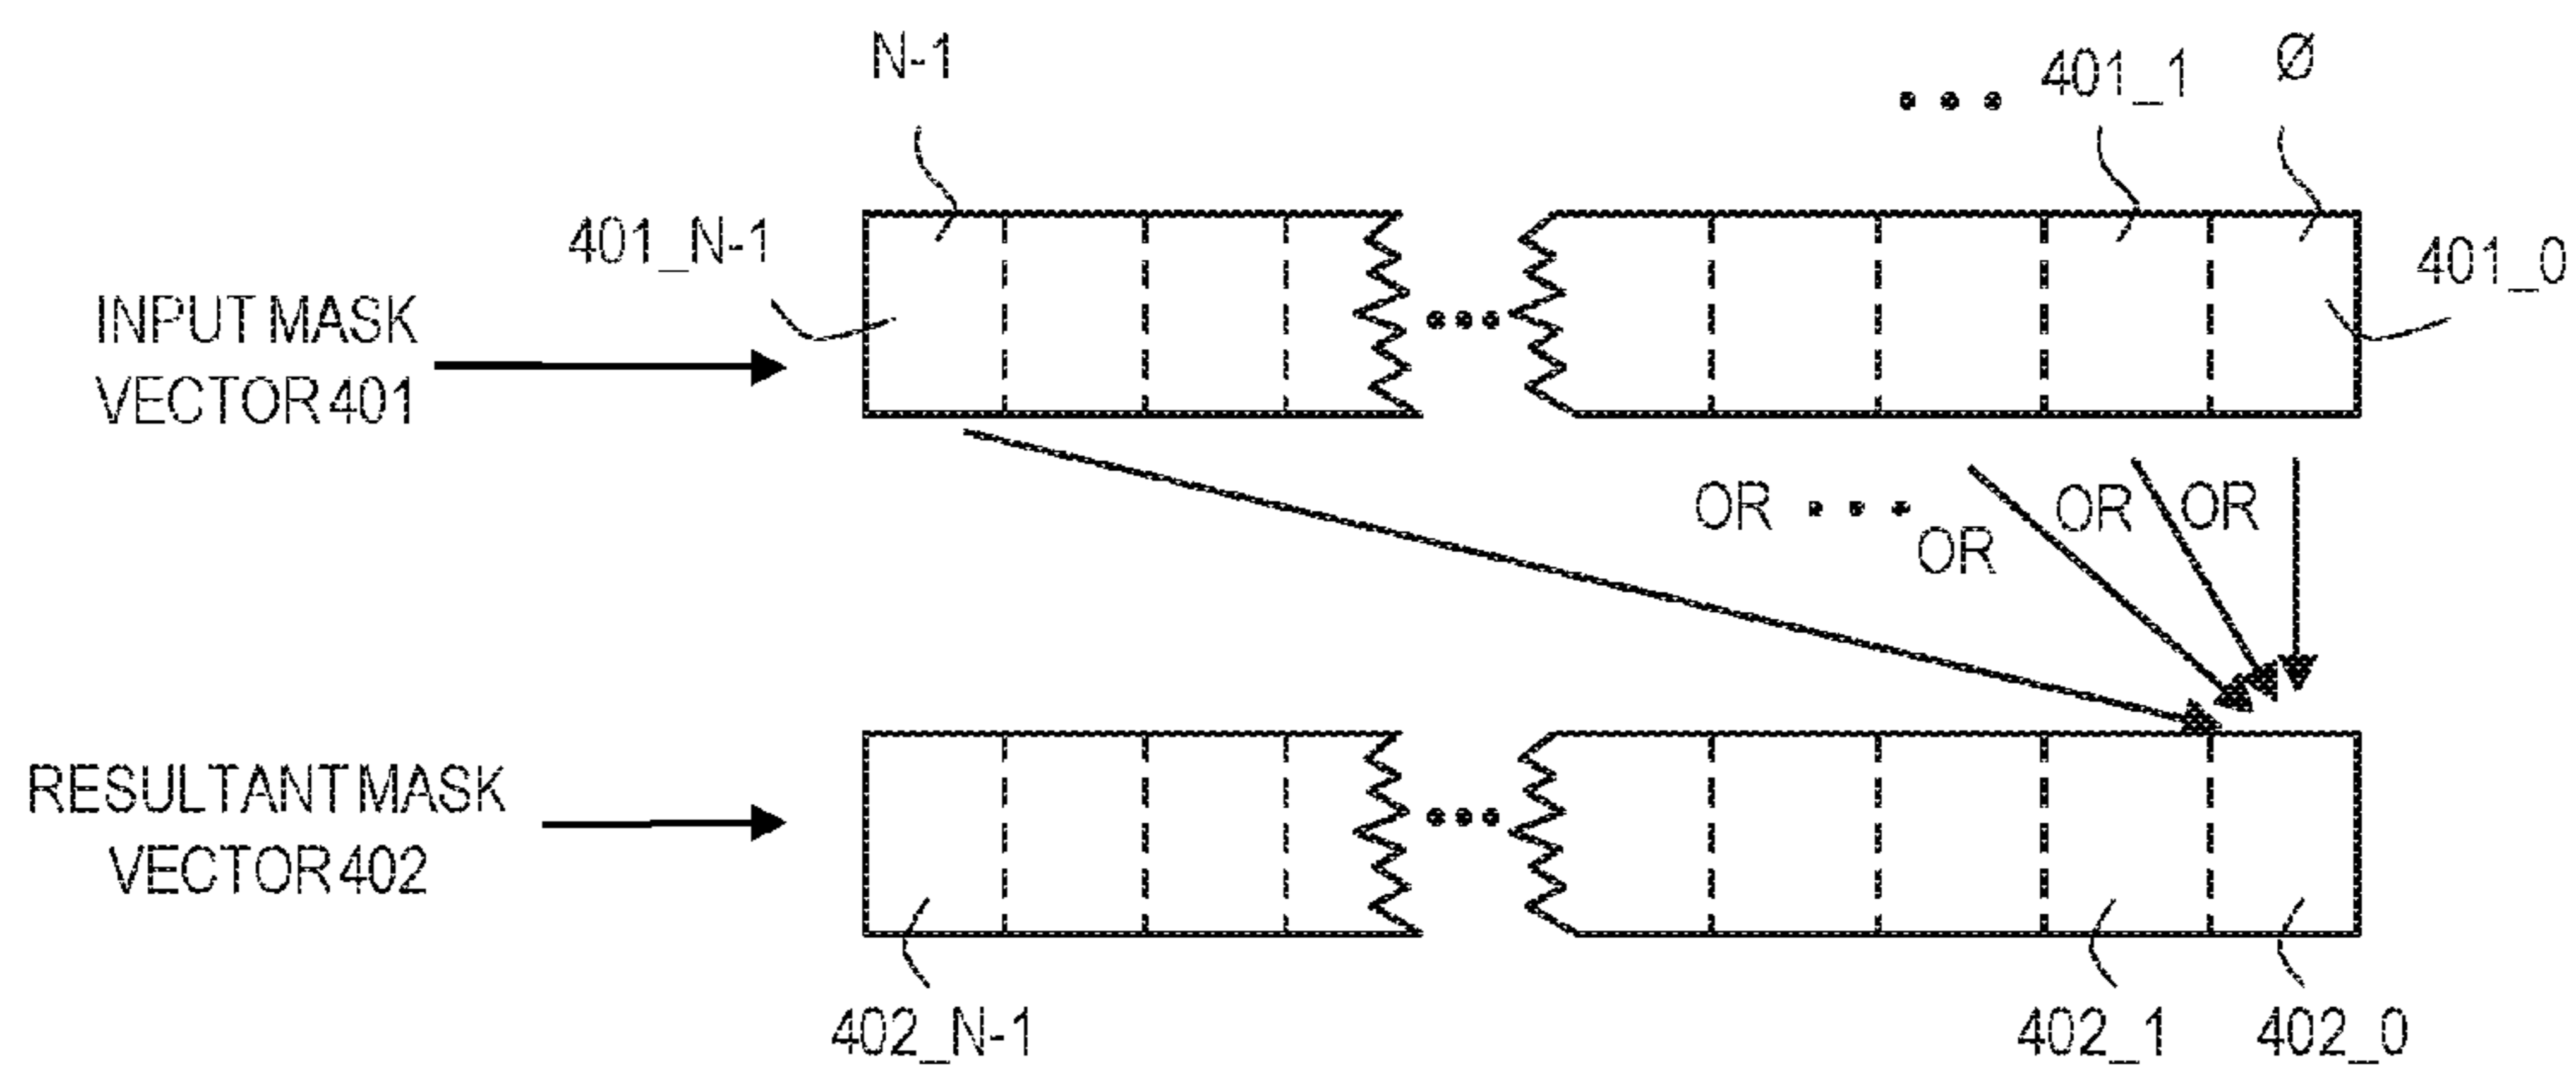 N-1
••• 401_1
Ø
401_N-1
401_0
INPUT MASK
VECTOR 401
•••
OR ••• OR OR OR
RESULTANT MASK
VECTOR 402
•••
402_N-1
402_1
402_0